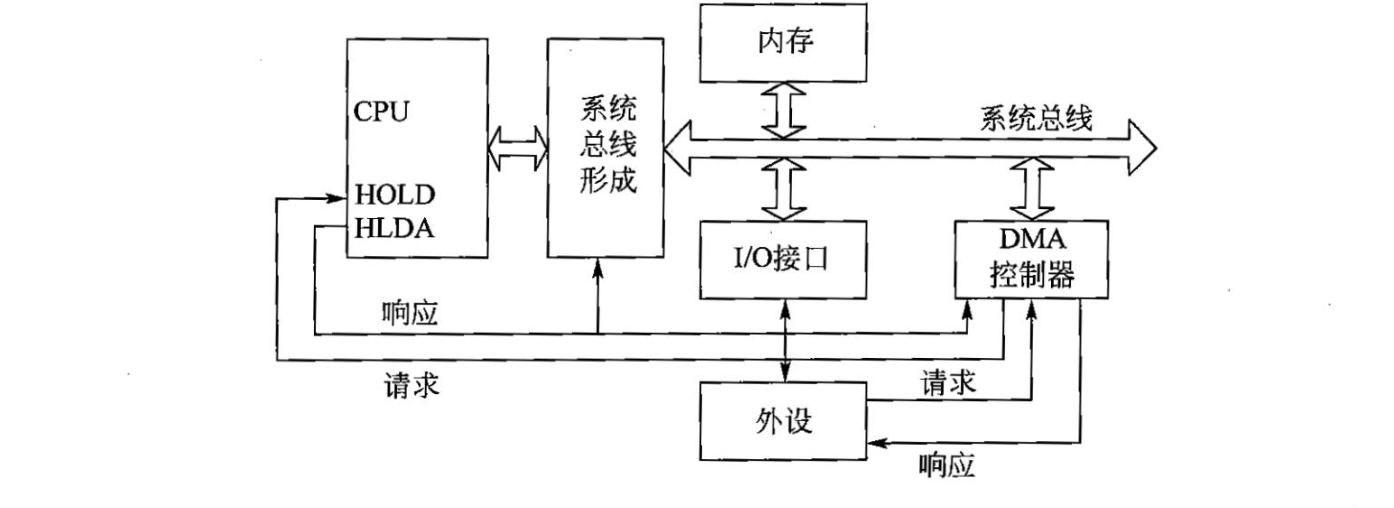 内存
CPU
系统
总线
形成
系统总线
HOLD
HLDA
I/O接口
DMA
控制器
响应
请求
请求
外设
响应